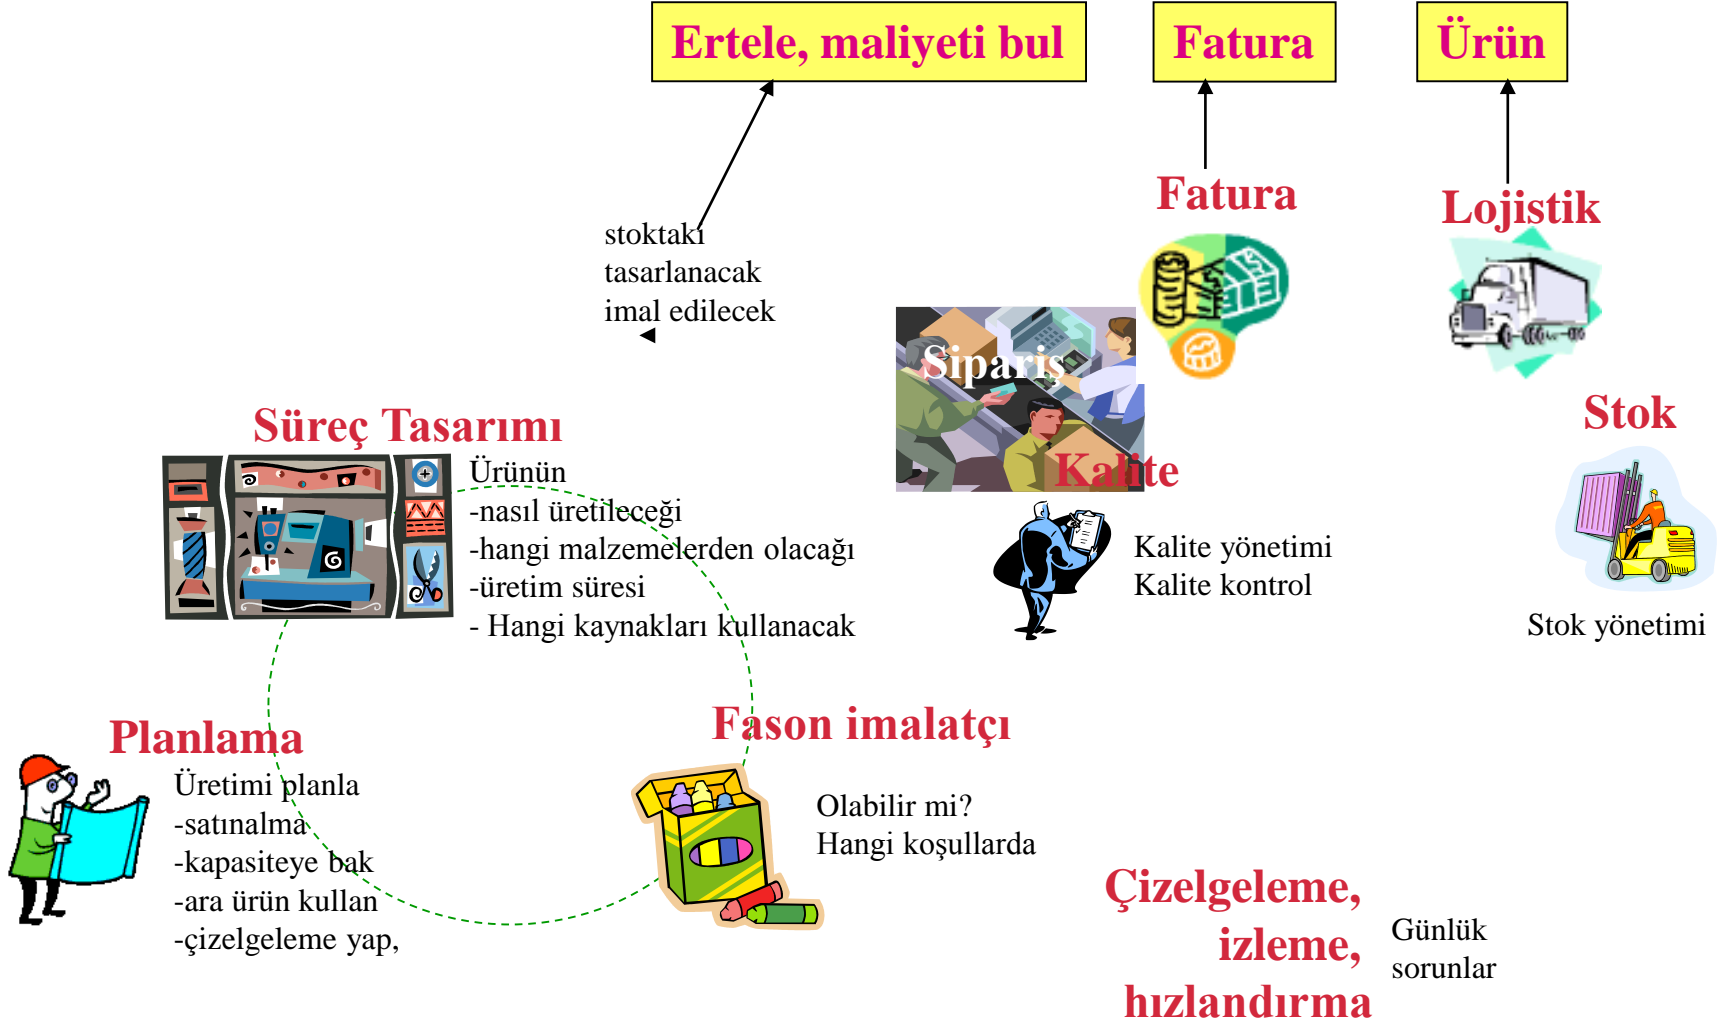 Ertele, maliyeti bul
Fatura
Ürün
Fatura
Lojistik
stoktaki
tasarlanacak
imal edilecek
Sipariş
Stok
Süreç Tasarımı
Ürünün
-nasıl üretileceği
-hangi malzemelerden olacağı
-üretim süresi
- Hangi kaynakları kullanacak
Kalite
Kalite yönetimi
Kalite kontrol
Stok yönetimi
Planlama
Üretimi planla
-satınalma
-kapasiteye bak
-ara ürün kullan
-çizelgeleme yap,
Fason imalatçı
Olabilir mi?
Hangi koşullarda
Çizelgeleme,
izleme,
hızlandırma
Günlük
sorunlar